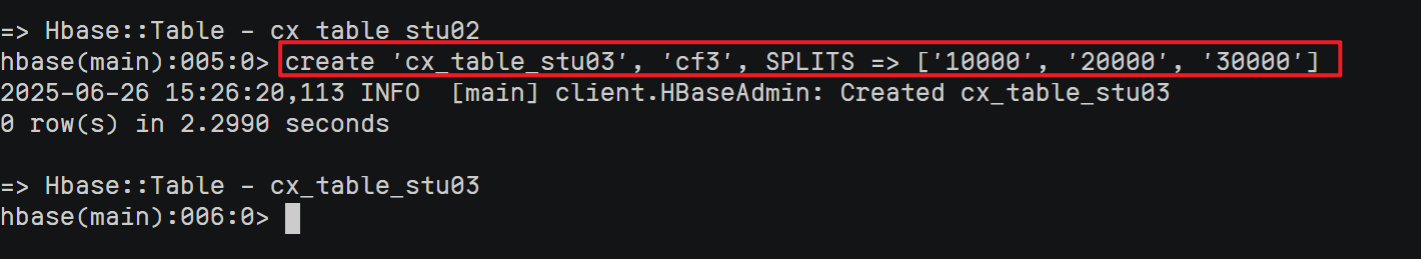 => Hbase::Table - cx_table_stu02
hbase(main):005:0> create 'cx_table_stu03', 'cf3', SPLITS => ['10000', '20000', '30000']
2025-06-26 15:26:20,113 INFO  [main] client.HBaseAdmin: Created cx_table_stu03
0 row(s) in 2.2990 seconds
=> Hbase::Table - cx_table_stu03
hbase(main):006:0>